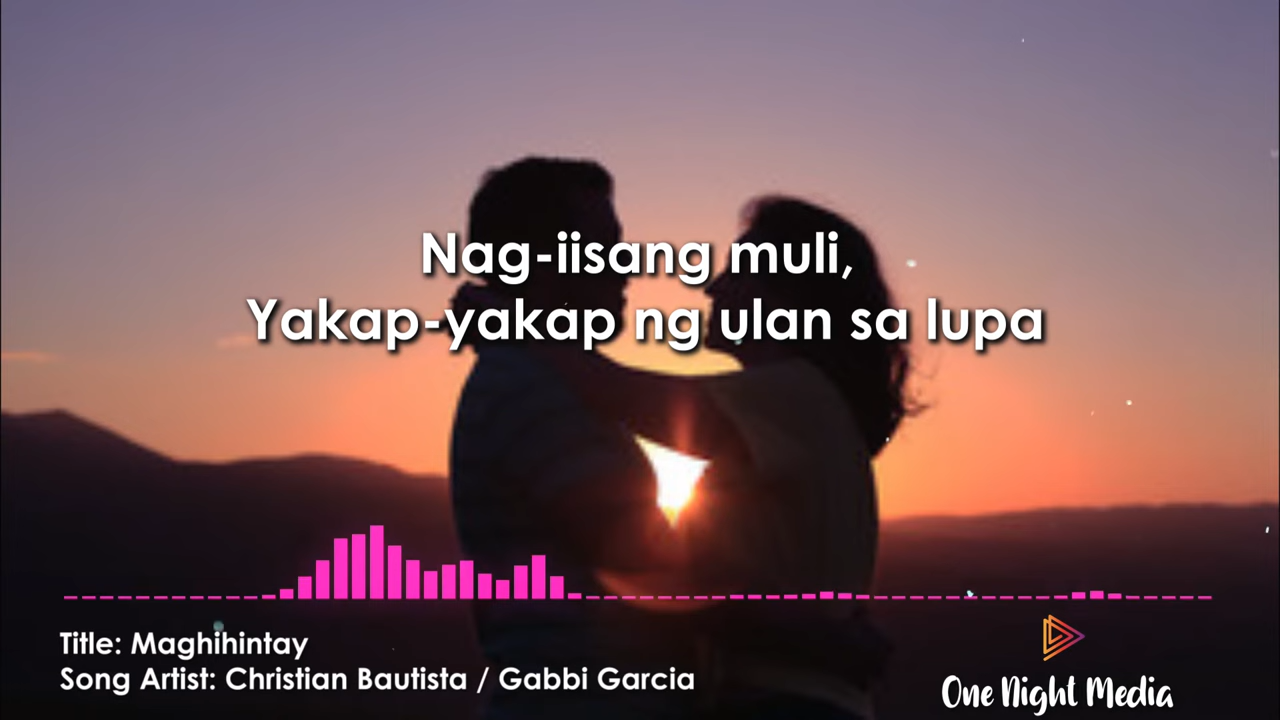 Nag-iisang muli,
Yakap-yakap ng ulan sa lupa
Title: Maghihintay
Song Artist: Christian Bautista / Gabbi Garcia
One Night Media